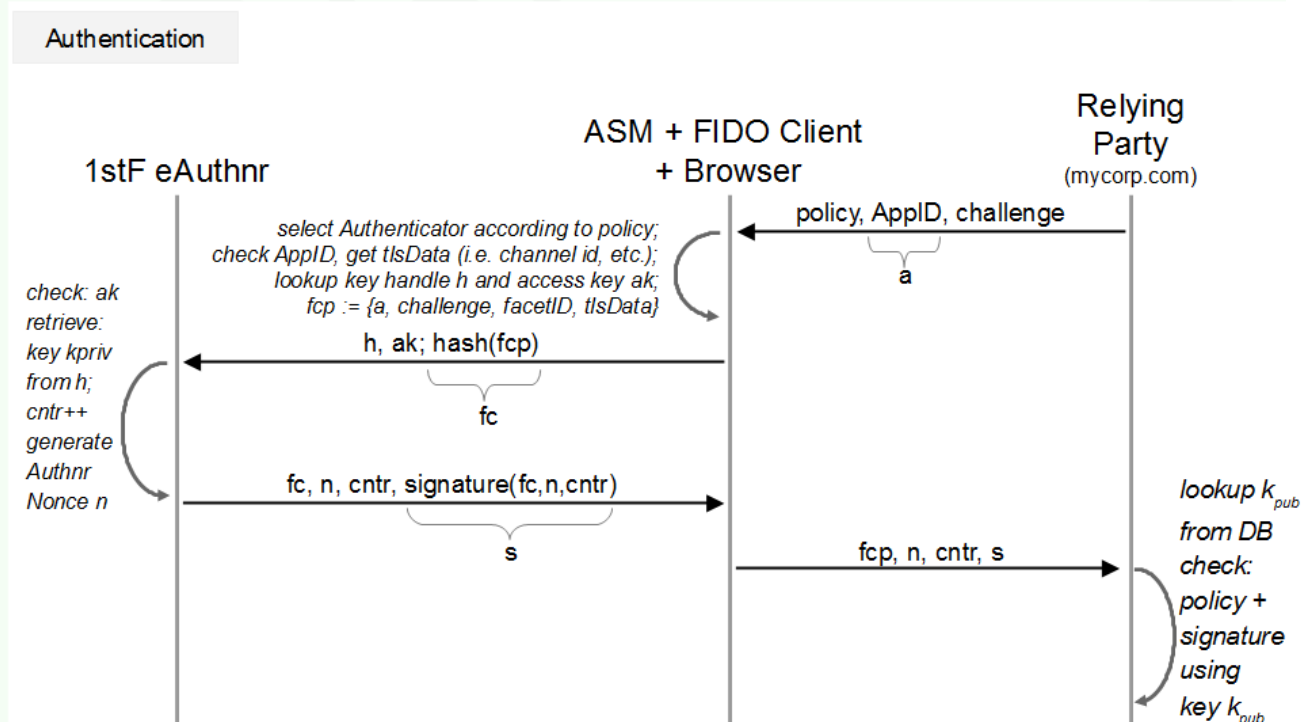 Authentication
Relying
Party
(mycorp.com)
ASM + FIDO Client
+ Browser
1stF eAuthnr
policy, AppID, challenge
a
select Authenticator according to policy;
check AppID, get tlsData (i.e. channel id, etc.);
lookup key handle h and access key ak;
fcp := {a, challenge, facetID, tlsData}
h, ak; hash(fcp)
fc
check: ak
retrieve:
key kpriv
from h;
cntr++
generate
Authnr
Nonce n
fc, n, cntr, signature(fc,n,cntr)
s
fcp, n, cntr, s
lookup k_pub
from DB
check:
policy +
signature
using
key k_pub